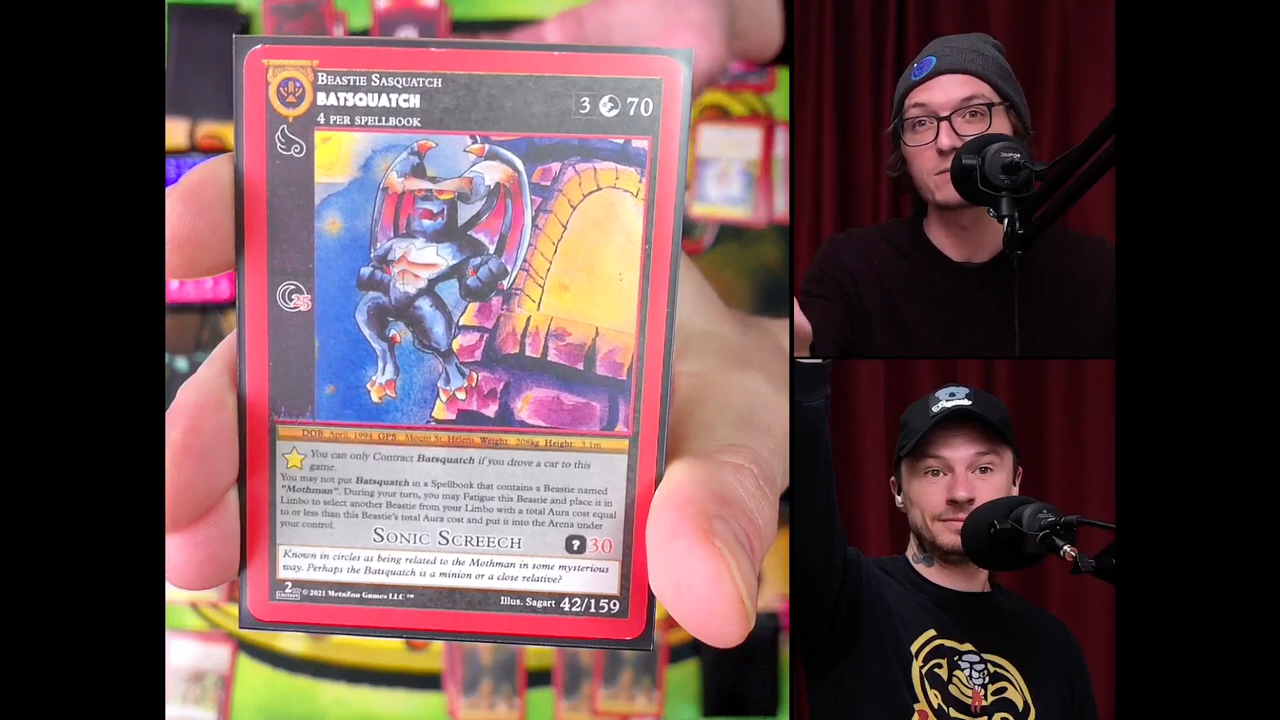 BEASTIE SASQUATCH
BATSQUATCH
3 70
4 PER SPELLBOOK
25
DOB: April, 1994 GPS: Mount St. Helens Weight: 208kg Height: 3.1m
You can only Contract Batsquatch if you drove a car to this
game.
You may not put Batsquatch in a Spellbook that contains a Beastie named
"Mothman". During your turn, you may Fatigue this Beastie and place it in
Limbo to select another Beastie from your Limbo with a total Aura cost equal
to or less than this Beastie's total Aura cost and put it into the Arena under
your control.
SONIC SCREECH ? 30
Known in circles as being related to the Mothman in some mysterious
way. Perhaps the Batsquatch is a minion or a close relative?
2ND EDITION © 2021 MetaZoo Games LLC ™
Illus. Sagart 42/159